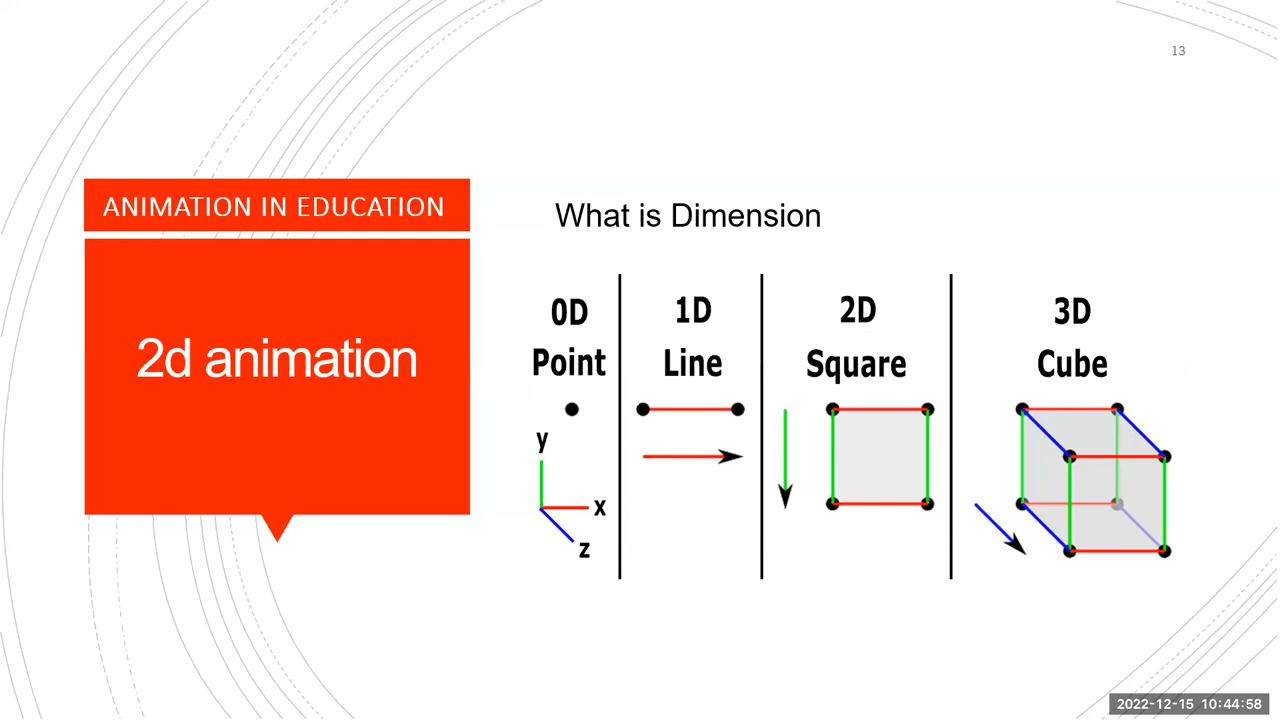 13
ANIMATION IN EDUCATION
2d animation
What is Dimension
0D
Point
y
x
z
1D
Line
2D
Square
3D
Cube
2022-12-15 10:44:58